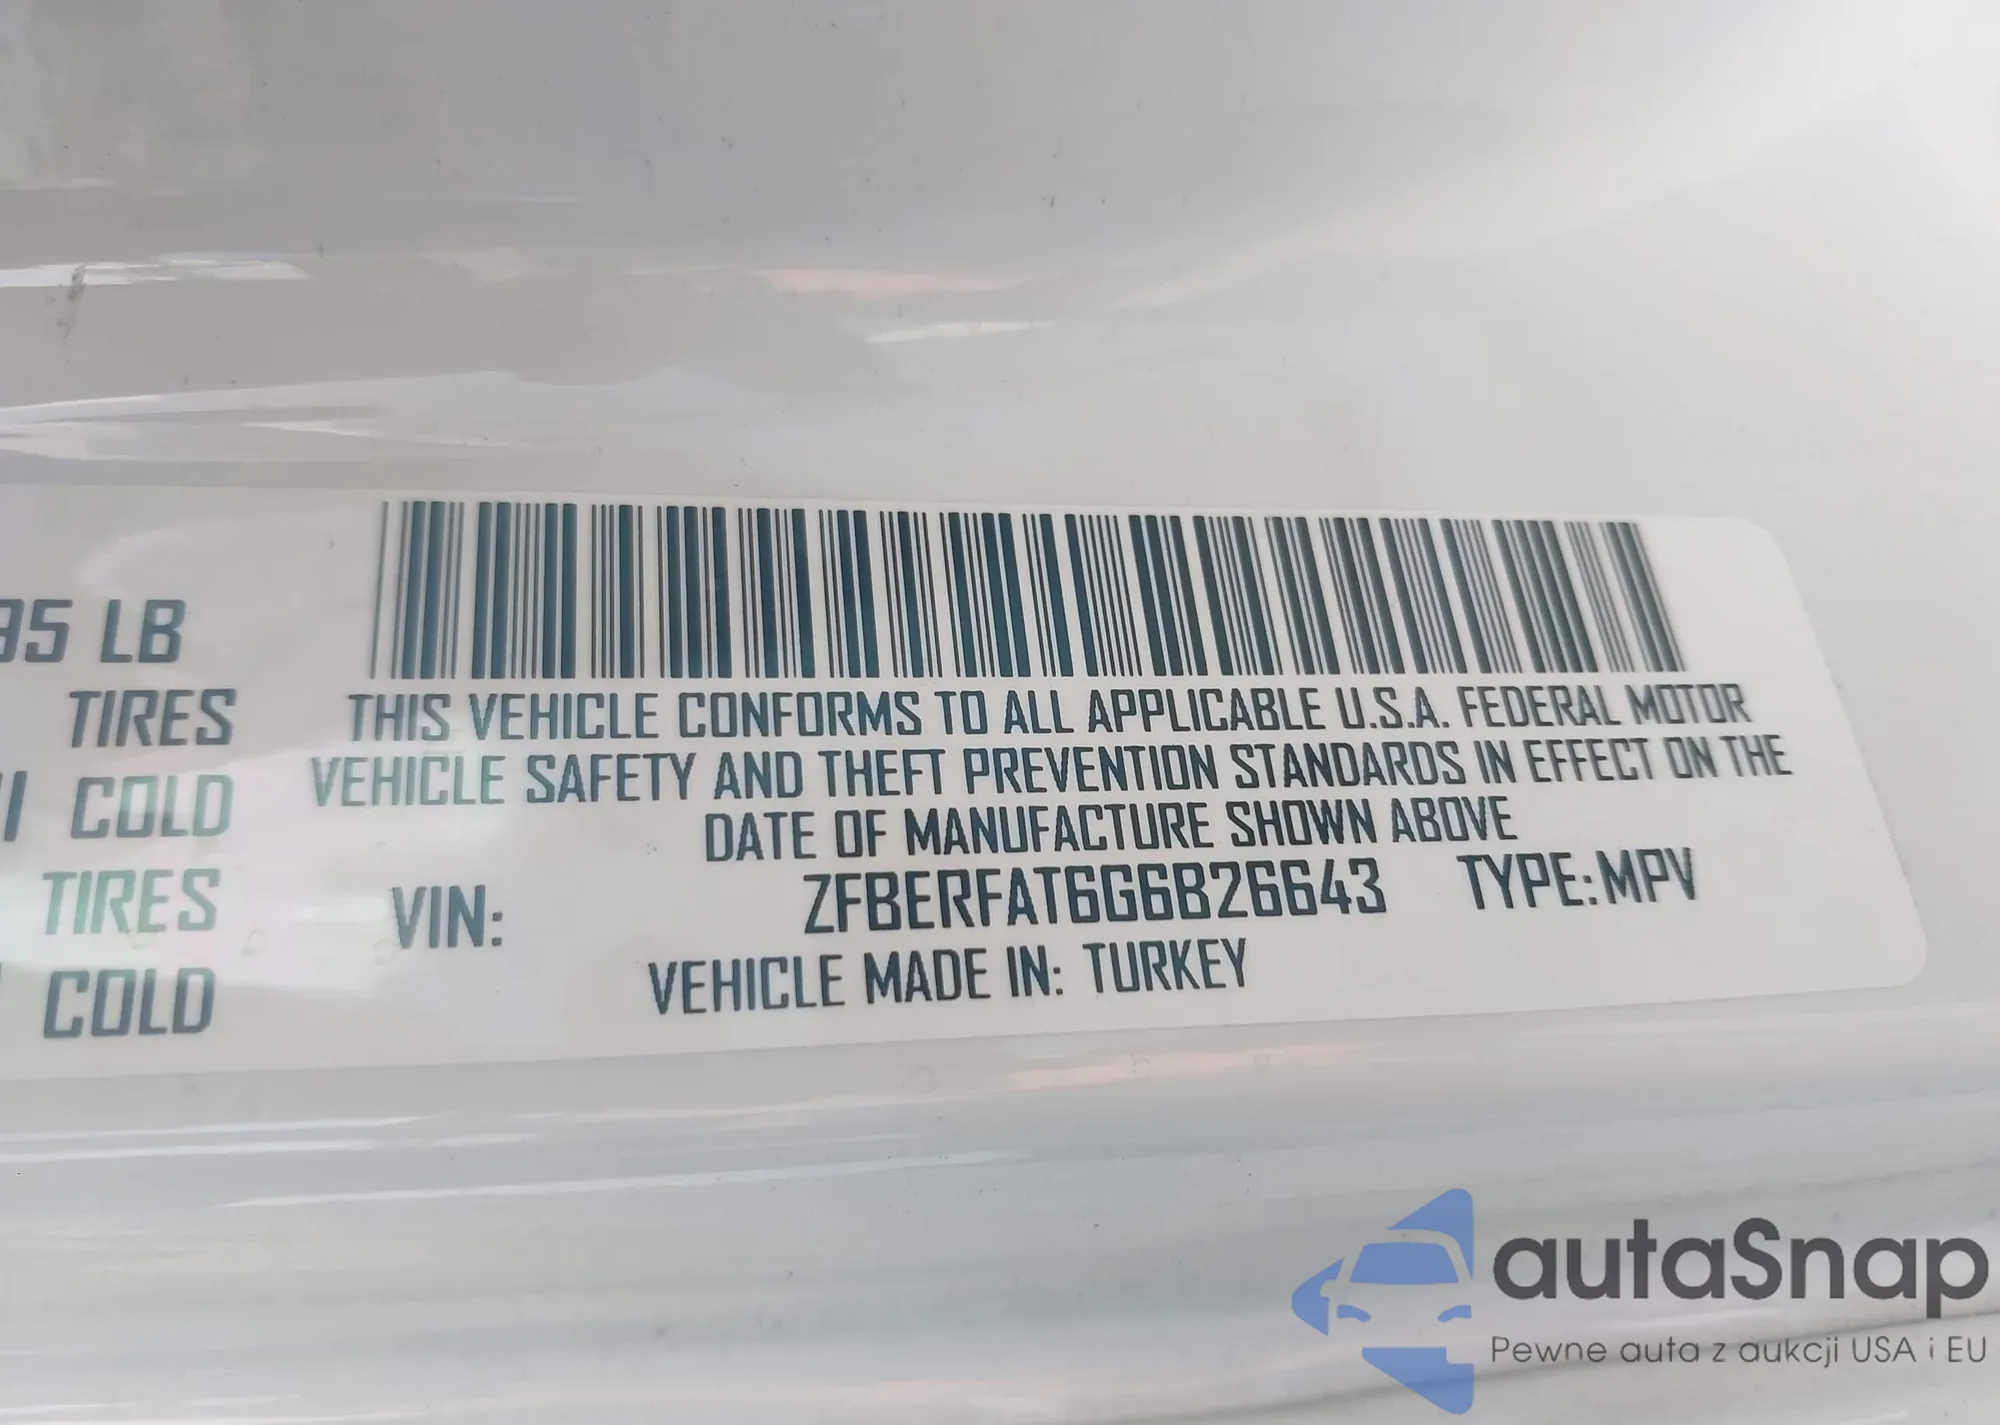 35 LB
TIRES
COLD
TIRES
COLD
THIS VEHICLE CONFORMS TO ALL APPLICABLE U.S.A. FEDERAL MOTOR
VEHICLE SAFETY AND THEFT PREVENTION STANDARDS IN EFFECT ON THE
DATE OF MANUFACTURE SHOWN ABOVE
VIN: ZFBERFAT6G6B26643 TYPE: MPV
VEHICLE MADE IN: TURKEY
autaSnap
Pewne auta z aukcji USA i EU